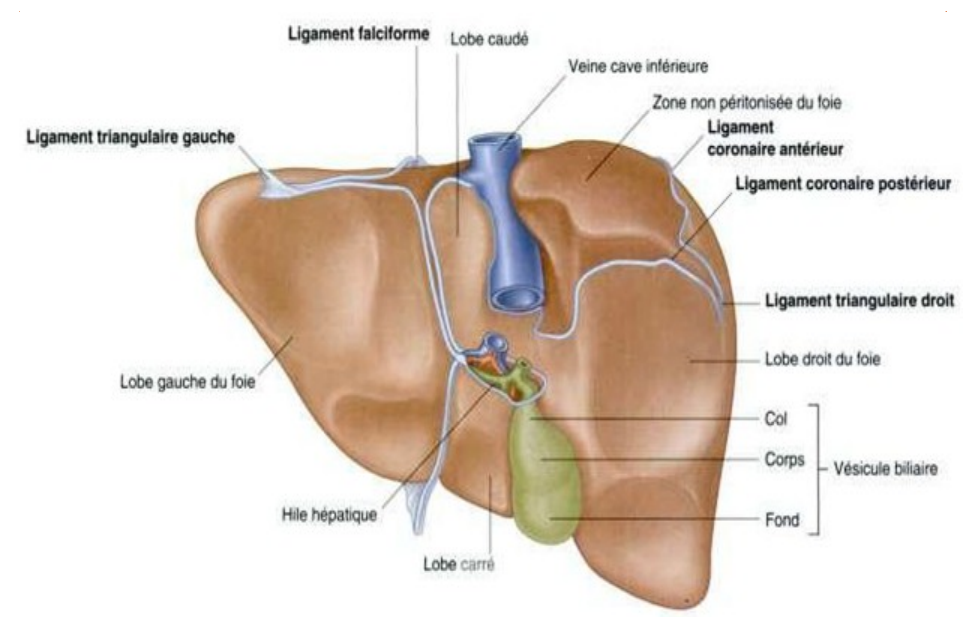 Ligament falciforme
Lobe caudé
Veine cave inférieure
Zone non péritonisée du foie
Ligament triangulaire gauche
Ligament
coronaire antérieur
Ligament coronaire postérieur
Ligament triangulaire droit
Lobe droit du foie
Lobe gauche du foie
Col
Corps
Vésicule biliaire
Hile hépatique
Fond
Lobe carré